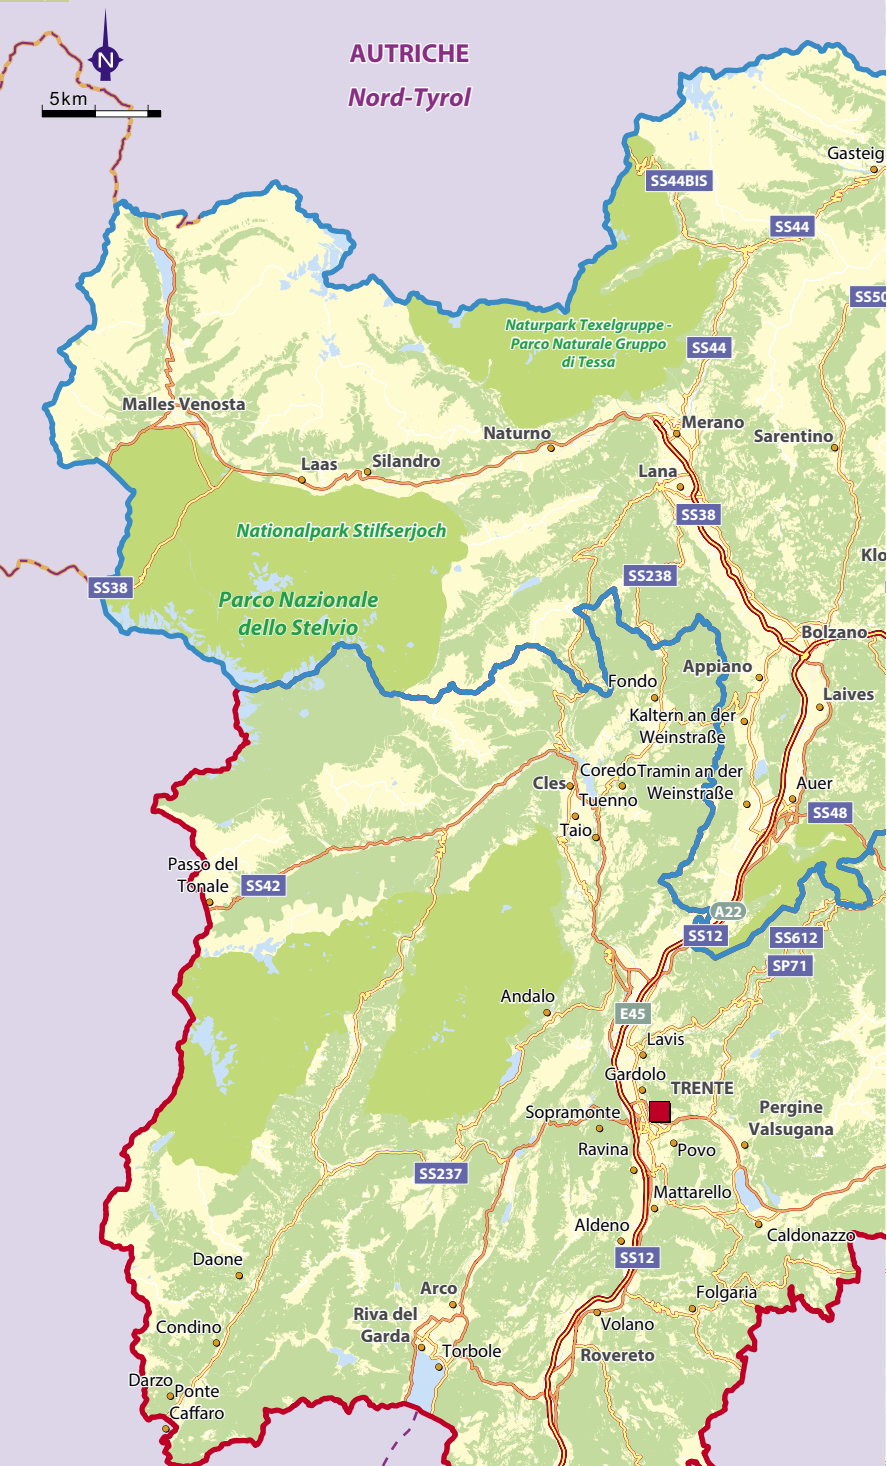 AUTRICHE
Nord-Tyrol
N
5km
Gasteig
SS44BIS
SS44
SS50
Naturpark Texelgruppe -
Parco Naturale Gruppo
di Tessa
SS44
Malles Venosta
Merano
Naturno
Sarentino
Laas
Silandro
Lana
SS38
Nationalpark Stilfserjoch
Klo
SS38
SS238
Parco Nazionale
dello Stelvio
Bolzano
Appiano
Fondo
Laives
Kaltern an der
Weinstraße
Coredo
Tramin an der
Weinstraße
Cles
Auer
Tuenno
SS48
Taio
Passo del
Tonale
SS42
A22
SS12
SS612
SP71
Andalo
E45
Lavis
Gardolo
TRENTE
Sopramonte
Pergine
Valsugana
Ravina
Povo
SS237
Mattarello
Aldeno
Caldonazzo
Daone
SS12
Arco
Folgaria
Riva del
Garda
Volano
Condino
Torbole
Rovereto
Darzo
Ponte
Caffaro